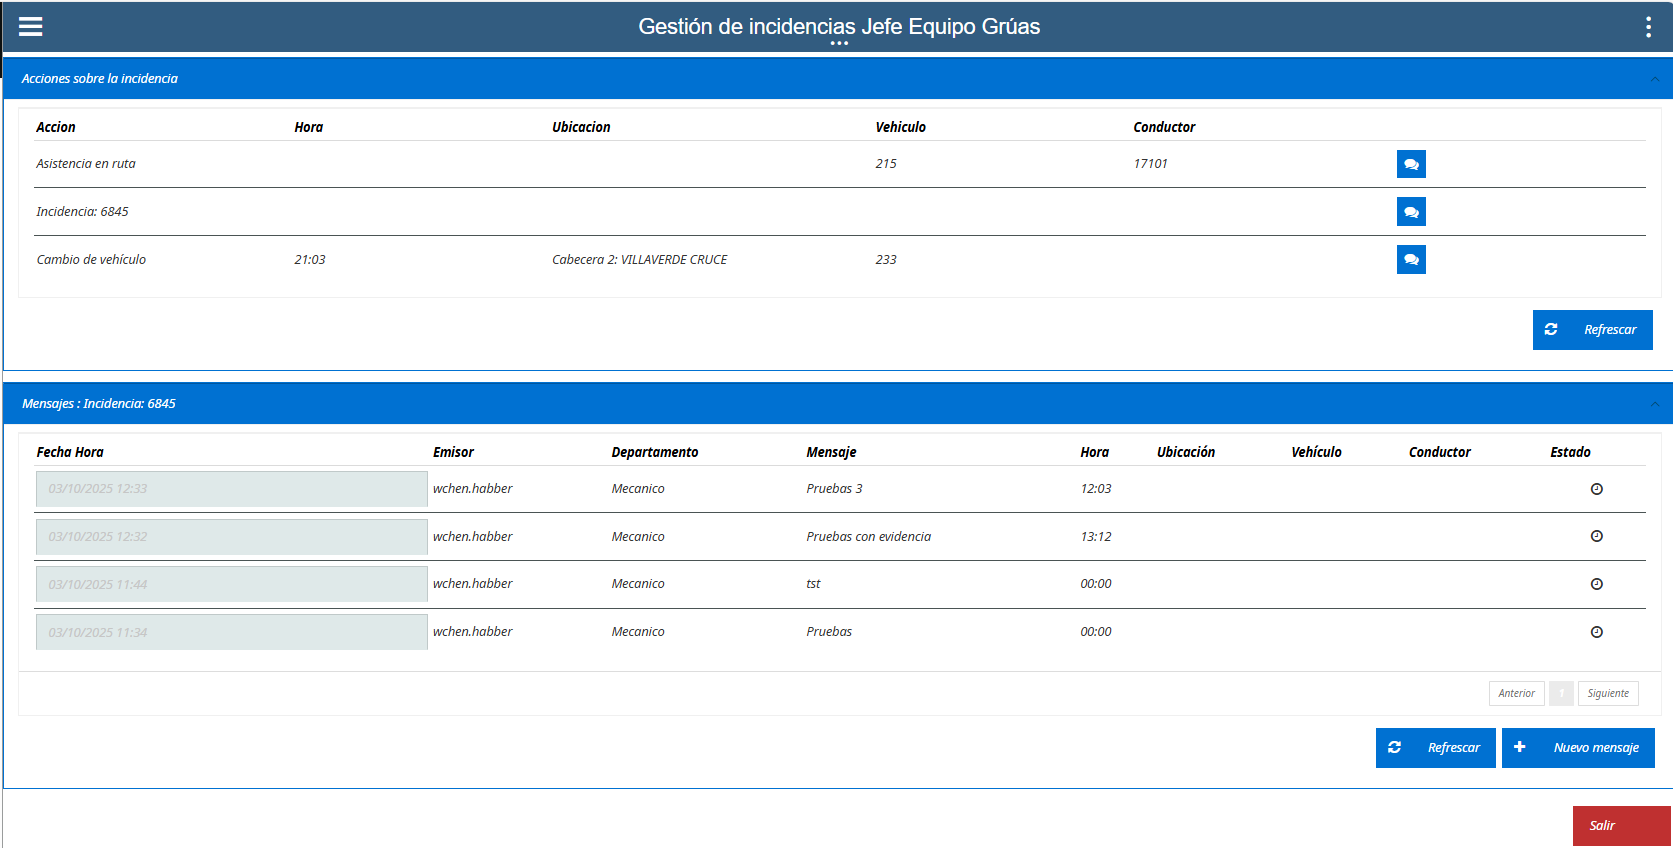 Gestión de incidencias Jefe Equipo Grúas
Acciones sobre la incidencia
Accion Hora Ubicacion Vehiculo Conductor
Asistencia en ruta 215 17101
Incidencia: 6845
Cambio de vehículo 21:03 Cabecera 2: VILLAVERDE CRUCE 233
Refrescar
Mensajes : Incidencia: 6845
Fecha Hora Emisor Departamento Mensaje Hora Ubicación Vehículo Conductor Estado
03/10/2025 12:33 wchen.habber Mecanico Pruebas 3 12:03
03/10/2025 12:32 wchen.habber Mecanico Pruebas con evidencia 13:12
03/10/2025 11:44 wchen.habber Mecanico tst 00:00
03/10/2025 11:34 wchen.habber Mecanico Pruebas 00:00
Anterior 1 Siguiente
Refrescar Nuevo mensaje
Salir